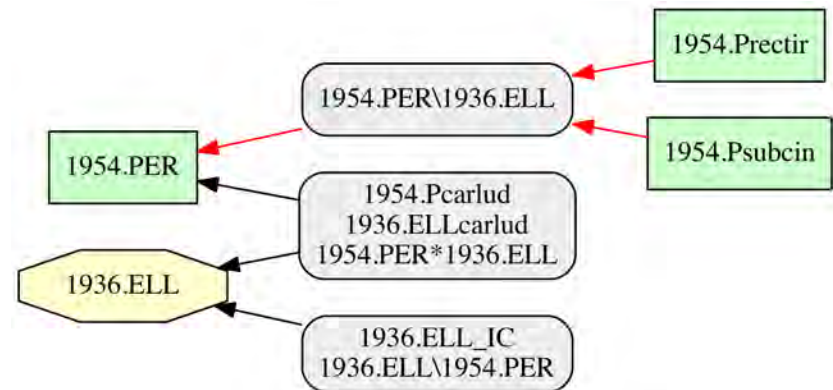 1954.Prectir
1954.PER\1936.ELL
1954.Psubcin
1954.PER
1954.Pcarlud
1936.ELLcarlud
1954.PER*1936.ELL
1936.ELL
1936.ELL_IC
1936.ELL\1954.PER